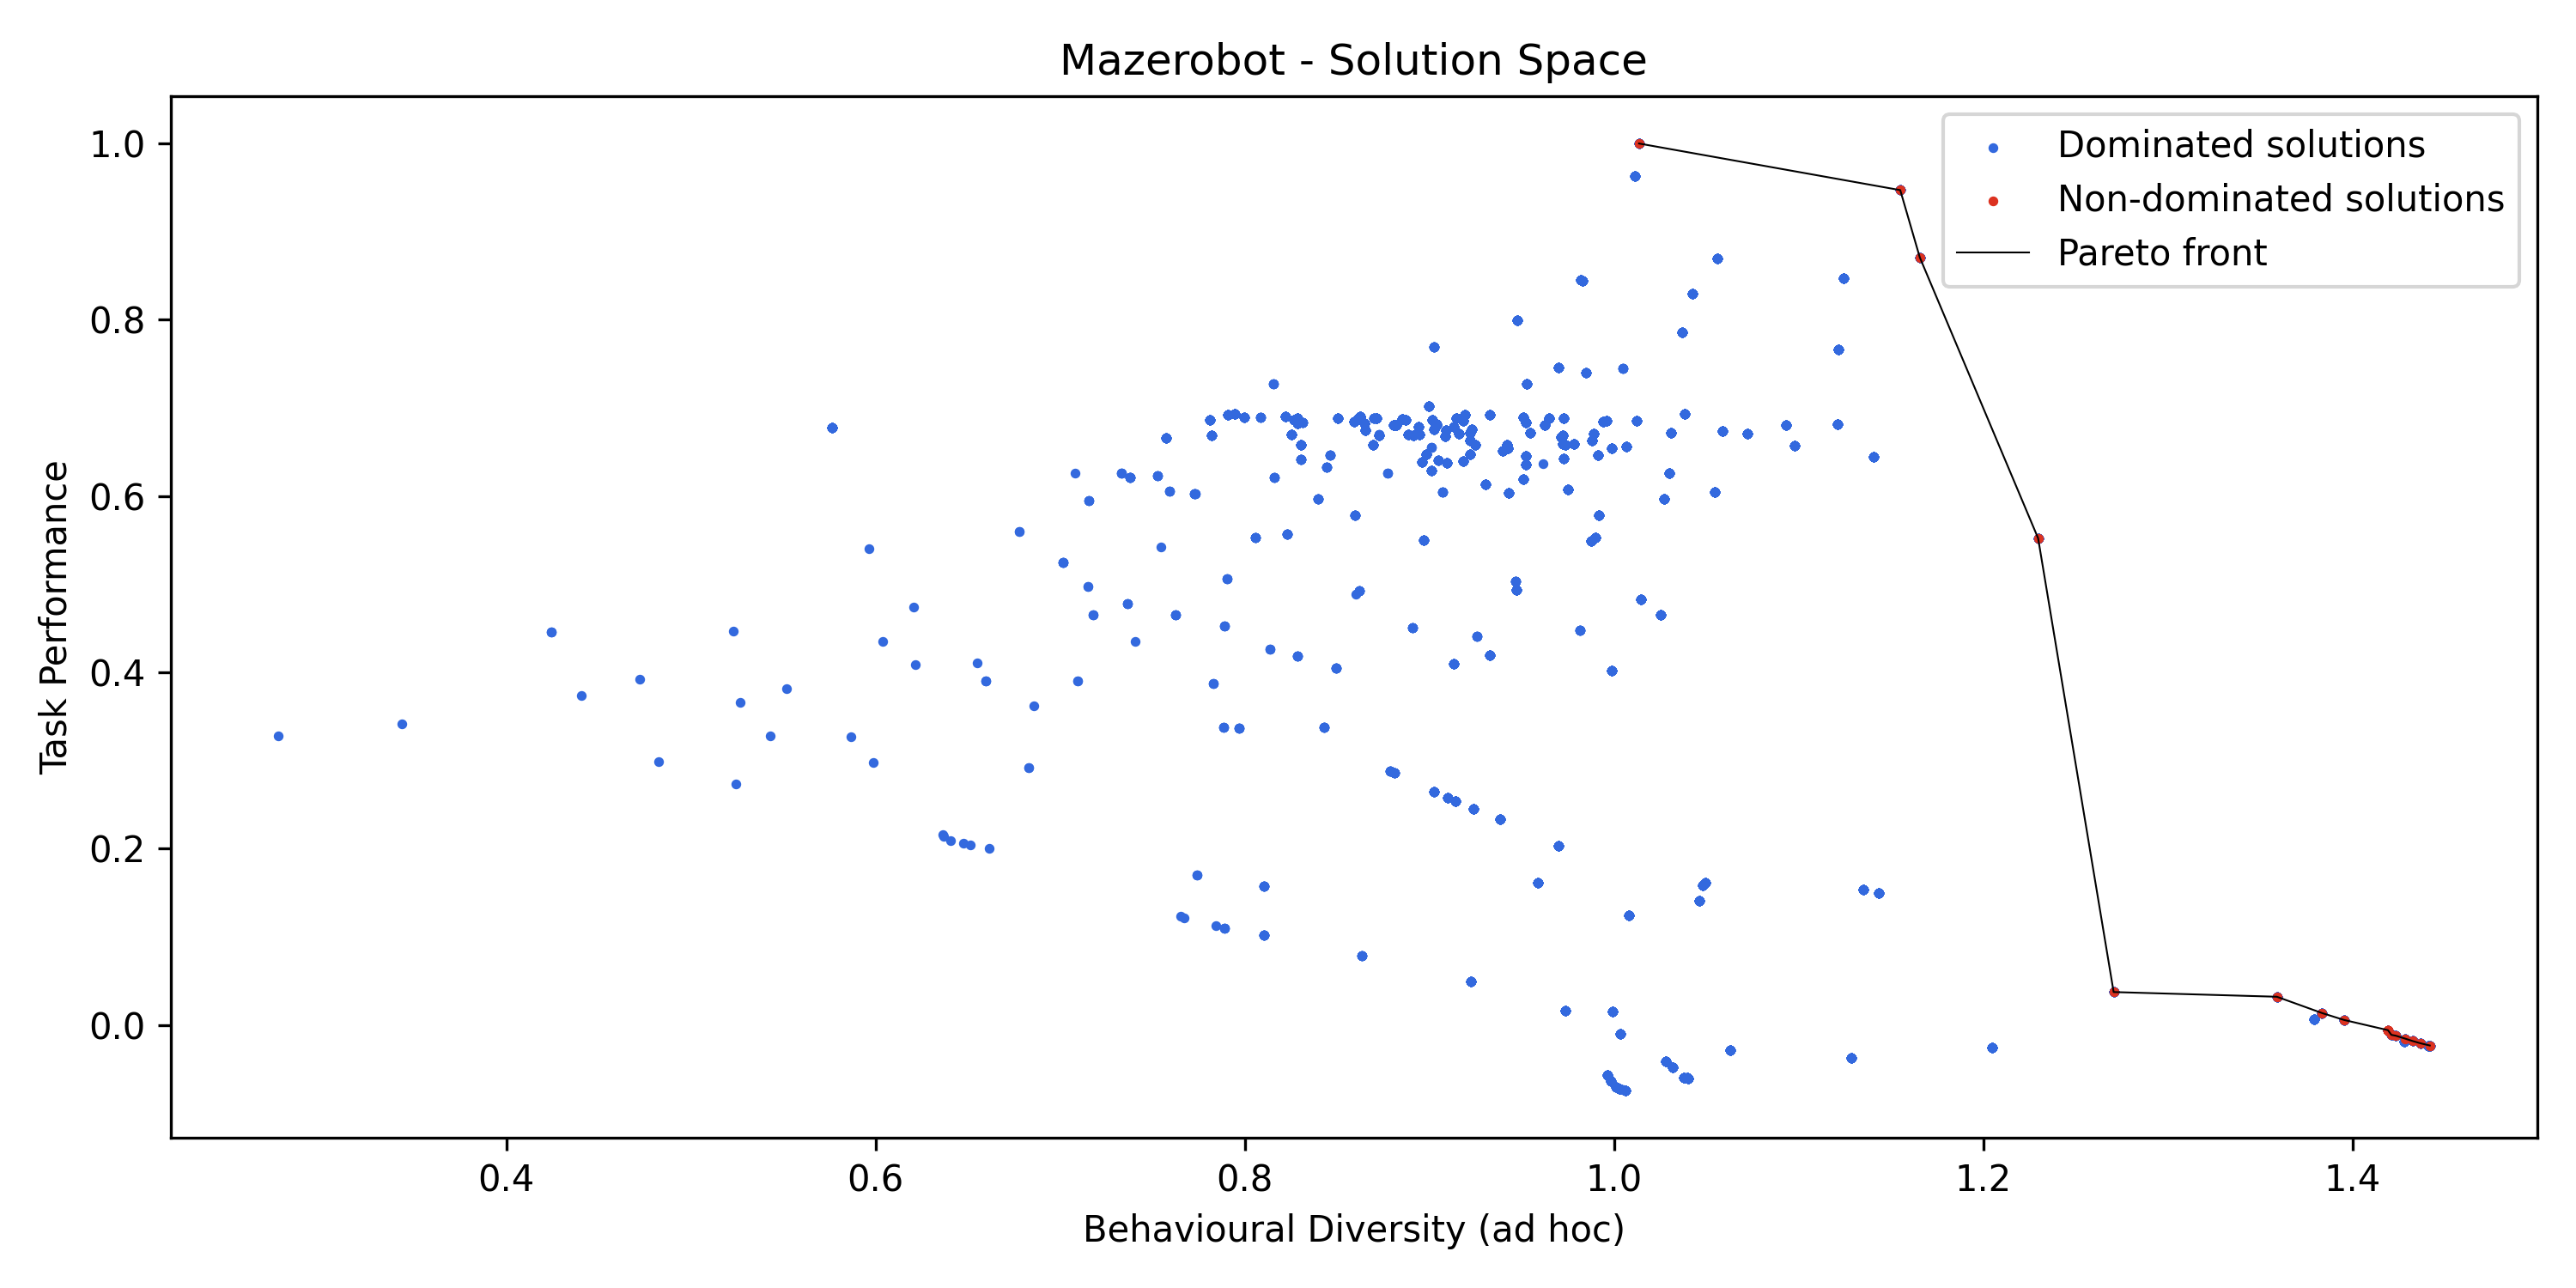 Mazerobot - Solution Space
Dominated solutions
Non-dominated solutions
Pareto front
Task Performance
1.0
0.8
0.6
0.4
0.2
0.0
0.4
0.6
0.8
1.0
1.2
1.4
Behavioural Diversity (ad hoc)